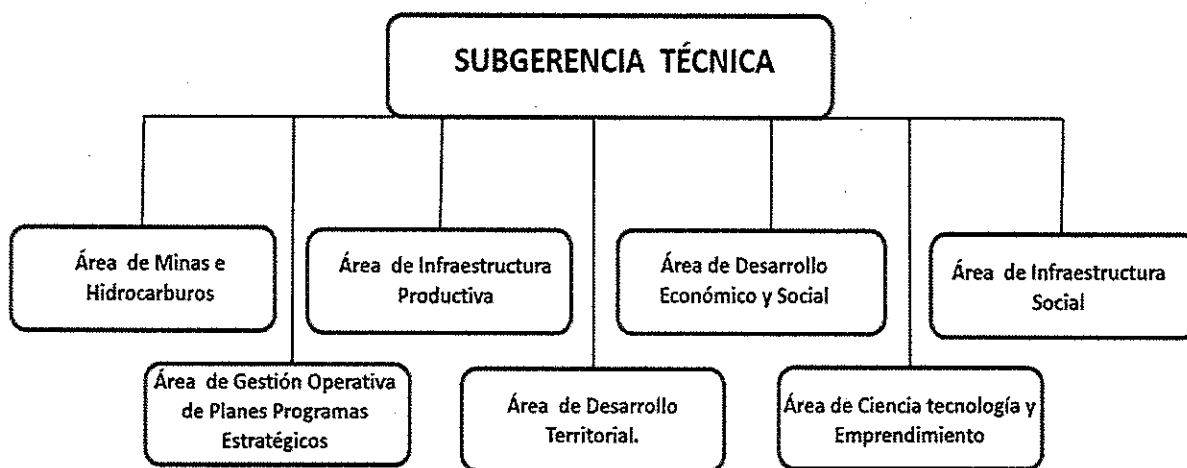 SUBGERENCIA TÉCNICA
Área de Minas e
Hidrocarburos
Área de Infraestructura
Productiva
Área de Desarrollo
Económico y Social
Área de Infraestructura
Social
Área de Gestión Operativa
de Planes Programas
Estratégicos
Área de Desarrollo
Territorial.
Área de Ciencia tecnología y
Emprendimiento